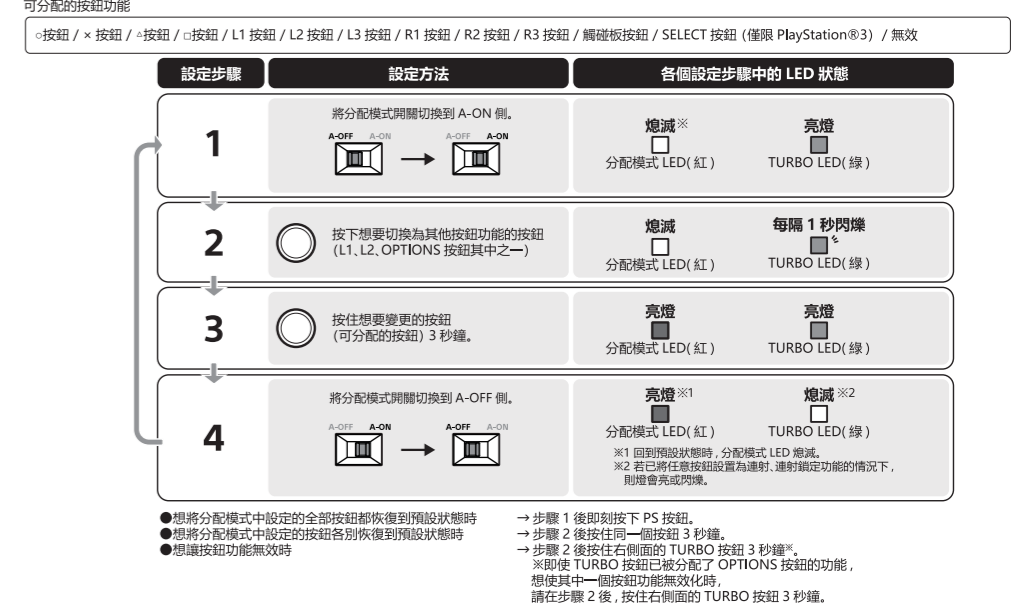 可分配的按鈕功能
○按鈕 / × 按鈕 / △按鈕 / □按鈕 / L1 按鈕 / L2 按鈕 / L3 按鈕 / R1 按鈕 / R2 按鈕 / R3 按鈕 / 觸碰板按鈕 / SELECT 按鈕 (僅限 PlayStation®3) / 無效
設定步驟 設定方法 各個設定步驟中的 LED 狀態
1
將分配模式開關切換到 A-ON 側。
A-OFF A-ON A-OFF A-ON
熄滅※ 亮燈
分配模式 LED( 紅 ) TURBO LED( 綠 )
2
按下想要切換為其他按鈕功能的按鈕
(L1、L2、OPTIONS 按鈕其中之一)
熄滅 每隔 1 秒閃爍
分配模式 LED( 紅 ) TURBO LED( 綠 )
3
按住想要變更的按鈕
(可分配的按鈕) 3 秒鐘。
亮燈 亮燈
分配模式 LED( 紅 ) TURBO LED( 綠 )
4
將分配模式開關切換到 A-OFF 側。
A-OFF A-ON A-OFF A-ON
亮燈※1 熄滅※2
分配模式 LED( 紅 ) TURBO LED( 綠 )
※1 回到預設狀態時 , 分配模式 LED 熄滅。
※2 若已將任意按鈕設置為連射、連射鎖定功能的情況下 ,
則燈會亮或閃爍。
●想將分配模式中設定的全部按鈕都恢復到預設狀態時 → 步驟 1 後即刻按下 PS 按鈕。
●想將分配模式中設定的按鈕各別恢復到預設狀態時 → 步驟 2 後按住同一個按鈕 3 秒鐘。
●想讓按鈕功能無效時 → 步驟 2 後按住右側面的 TURBO 按鈕 3 秒鐘※。
※即使 TURBO 按鈕已被分配了 OPTIONS 按鈕的功能 ,
想使其中一個按鈕功能無效化時 ,
請在步驟 2 後 , 按住右側面的 TURBO 按鈕 3 秒鐘。